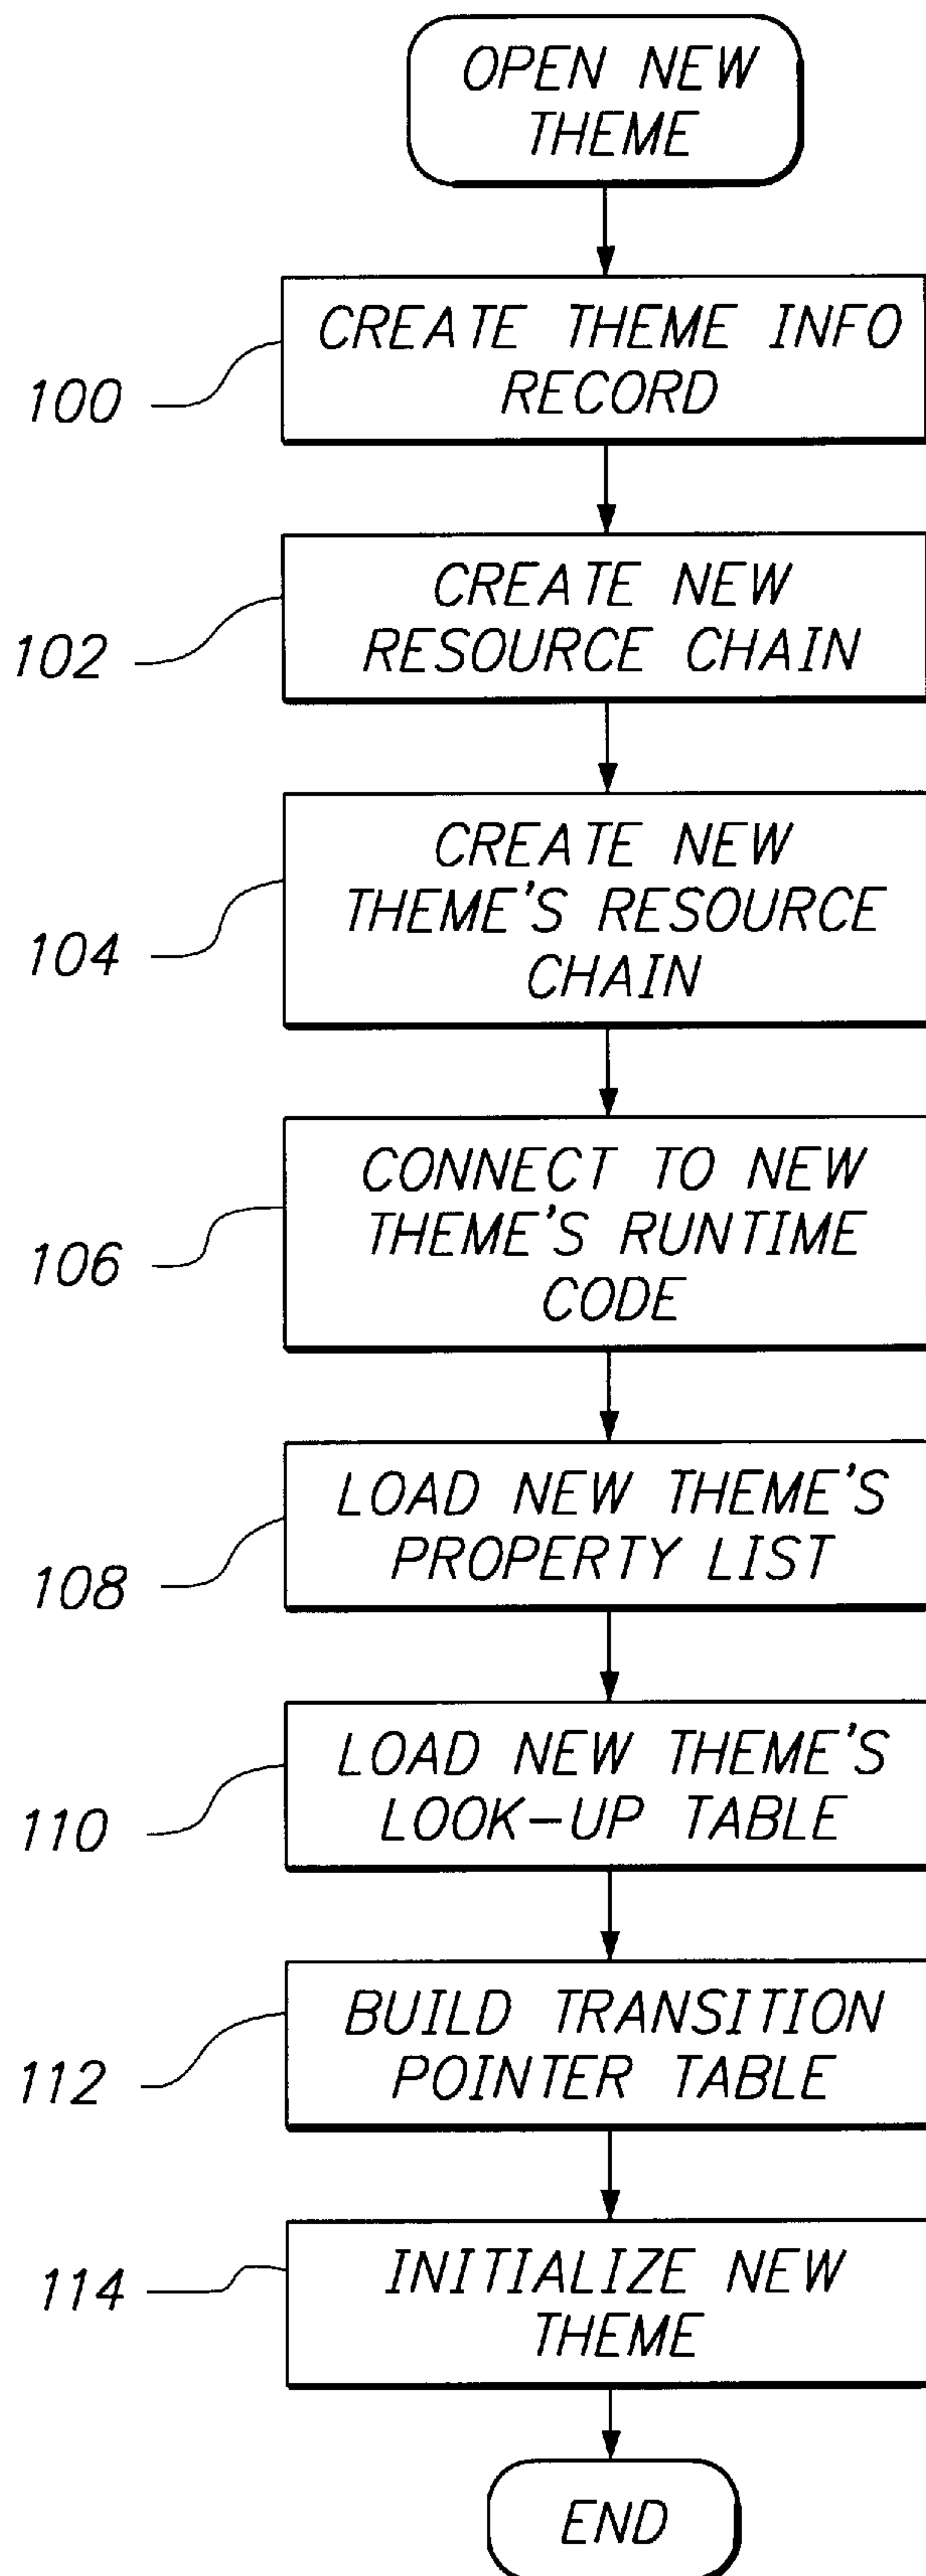 OPEN NEW
THEME
CREATE THEME INFO
RECORD
100
CREATE NEW
RESOURCE CHAIN
102
CREATE NEW
THEME'S RESOURCE
CHAIN
104
CONNECT TO NEW
THEME'S RUNTIME
CODE
106
LOAD NEW THEME'S
PROPERTY LIST
108
LOAD NEW THEME'S
LOOK-UP TABLE
110
BUILD TRANSITION
POINTER TABLE
112
INITIALIZE NEW
THEME
114
END